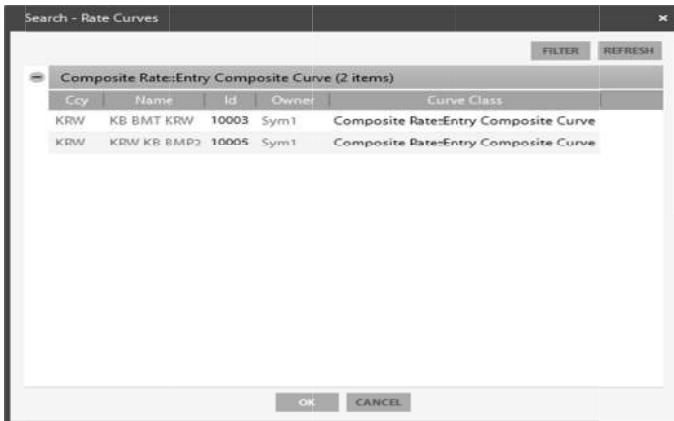 Search - Rate Curves ×
FILTER REFRESH
Composite Rate::Entry Composite Curve (2 items)
Ccy Name Id Owner Curve Class
KRW KB BMT KRW 10003 Sym1 Composite Rate::Entry Composite Curve
KRW KRW KB BMP2 10005 Sym1 Composite Rate::Entry Composite Curve
OK CANCEL